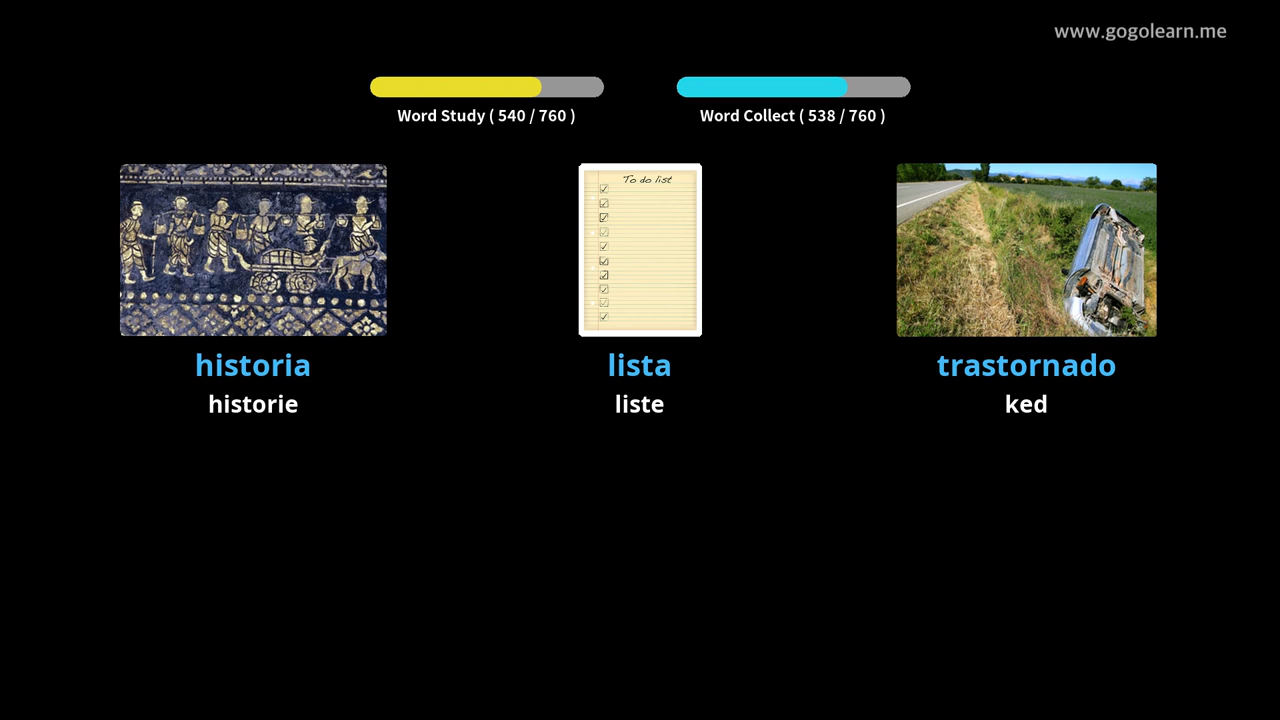 www.gogolearn.me
Word Study ( 540 / 760 )
Word Collect ( 538 / 760 )
To do list
historia
lista
trastornado
historie
liste
ked